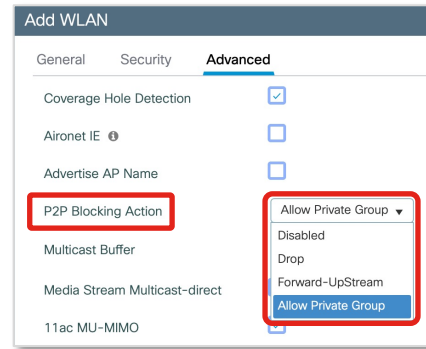 Add WLAN
General Security Advanced
Coverage Hole Detection
Aironet IE
Advertise AP Name
P2P Blocking Action Allow Private Group
Disabled
Multicast Buffer
Drop
Forward-UpStream
Media Stream Multicast-direct
Allow Private Group
11ac MU-MIMO